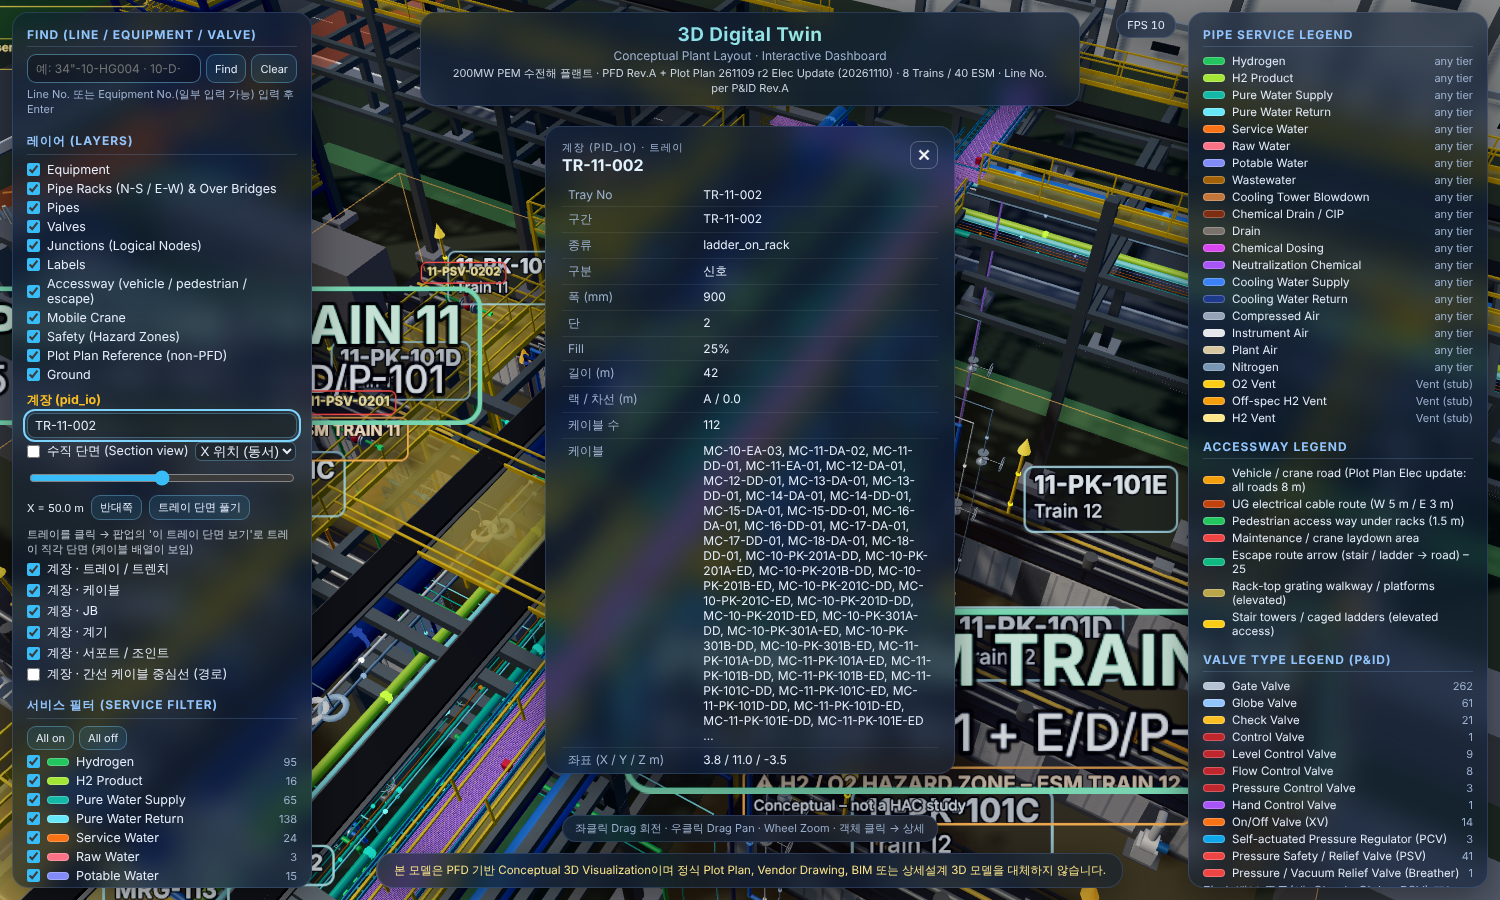 FIND (LINE / EQUIPMENT / VALVE)
예: 34"-10-HG004 · 10-D-
Find
Clear
Line No. 또는 Equipment No.(일부 입력 가능) 입력 후
Enter
레이어 (LAYERS)
Equipment
Pipe Racks (N-S / E-W) & Over Bridges
Pipes
Valves
Junctions (Logical Nodes)
Labels
Accessway (vehicle / pedestrian /
escape)
Mobile Crane
Safety (Hazard Zones)
Plot Plan Reference (non-PFD)
Ground
계장 (pid_io)
TR-11-002
수직 단면 (Section view)
X 위치 (동서)
X = 50.0 m
반대쪽
트레이 단면 풀기
트레이를 클릭 → 팝업의 '이 트레이 단면 보기'로 트레
이 직각 단면 (케이블 배열이 보임)
계장 · 트레이 / 트렌치
계장 · 케이블
계장 · JB
계장 · 계기
계장 · 서포트 / 조인트
계장 · 간선 케이블 중심선 (경로)
서비스 필터 (SERVICE FILTER)
All on
All off
Hydrogen 95
H2 Product 16
Pure Water Supply 65
Pure Water Return 138
Service Water 24
Raw Water 3
Potable Water 15
3D Digital Twin
Conceptual Plant Layout · Interactive Dashboard
200MW PEM 수전해 플랜트 · PFD Rev.A + Plot Plan 261109 r2 Elec Update (20261110) · 8 Trains / 40 ESM · Line No.
per P&ID Rev.A
FPS 10
계장 (PID_IO) · 트레이
TR-11-002
✕
Tray No TR-11-002
구간 TR-11-002
종류 ladder_on_rack
구분 신호
폭 (mm) 900
단 2
Fill 25%
길이 (m) 42
랙 / 차선 (m) A / 0.0
케이블 수 112
케이블 MC-10-EA-03, MC-11-DA-02, MC-11-
DD-01, MC-11-EA-01, MC-12-DA-01,
MC-12-DD-01, MC-13-DA-01, MC-13-
DD-01, MC-14-DA-01, MC-14-DD-01,
MC-15-DA-01, MC-15-DD-01, MC-16-
DA-01, MC-16-DD-01, MC-17-DA-01,
MC-17-DD-01, MC-18-DA-01, MC-18-
DD-01, MC-10-PK-201A-DD, MC-10-PK-
201A-ED, MC-10-PK-201B-DD, MC-10-
PK-201B-ED, MC-10-PK-201C-DD, MC-
10-PK-201C-ED, MC-10-PK-201D-DD,
MC-10-PK-201D-ED, MC-10-PK-301A-
DD, MC-10-PK-301A-ED, MC-10-PK-
301B-DD, MC-10-PK-301B-ED, MC-11-
PK-101A-DD, MC-11-PK-101A-ED, MC-11-
PK-101B-DD, MC-11-PK-101B-ED, MC-11-
PK-101C-DD, MC-11-PK-101C-ED, MC-
11-PK-101D-DD, MC-11-PK-101D-ED,
MC-11-PK-101E-DD, MC-11-PK-101E-ED
...
좌표 (X / Y / Z m) 3.8 / 11.0 / -3.5
11-PSV-0202
11-PK-10
Train 11
AIN 11
11-PK-101D
D/P-101
1-PSV-0201
SM TRAIN 11
11-PK-101E
Train 12
11-PK-101D
M TRAIN
1 + E/D/P-
H2 / O2 HAZARD ZONE – ESM TRAIN 12
Conceptual – not a HAC study
101C
Train 12
MRG-113
좌클릭 Drag 회전 · 우클릭 Drag Pan · Wheel Zoom · 객체 클릭 → 상세
본 모델은 PFD 기반 Conceptual 3D Visualization이며 정식 Plot Plan, Vendor Drawing, BIM 또는 상세설계 3D 모델을 대체하지 않습니다.
PIPE SERVICE LEGEND
Hydrogen any tier
H2 Product any tier
Pure Water Supply any tier
Pure Water Return any tier
Service Water any tier
Raw Water any tier
Potable Water any tier
Wastewater any tier
Cooling Tower Blowdown any tier
Chemical Drain / CIP any tier
Drain any tier
Chemical Dosing any tier
Neutralization Chemical any tier
Cooling Water Supply any tier
Cooling Water Return any tier
Compressed Air any tier
Instrument Air any tier
Plant Air any tier
Nitrogen any tier
O2 Vent Vent (stub)
Off-spec H2 Vent Vent (stub)
H2 Vent Vent (stub)
ACCESSWAY LEGEND
Vehicle / crane road (Plot Plan Elec update:
all roads 8 m)
UG electrical cable route (W 5 m / E 3 m)
Pedestrian access way under racks (1.5 m)
Maintenance / crane laydown area
Escape route arrow (stair / ladder → road) –
25
Rack-top grating walkway / platforms
(elevated)
Stair towers / caged ladders (elevated
access)
VALVE TYPE LEGEND (P&ID)
Gate Valve 262
Globe Valve 61
Check Valve 21
Control Valve 1
Level Control Valve 9
Flow Control Valve 8
Pressure Control Valve 3
Hand Control Valve 1
On/Off Valve (XV) 14
Self-actuated Pressure Regulator (PCV) 3
Pressure Safety / Relief Valve (PSV) 41
Pressure / Vacuum Relief Valve (Breather) 1